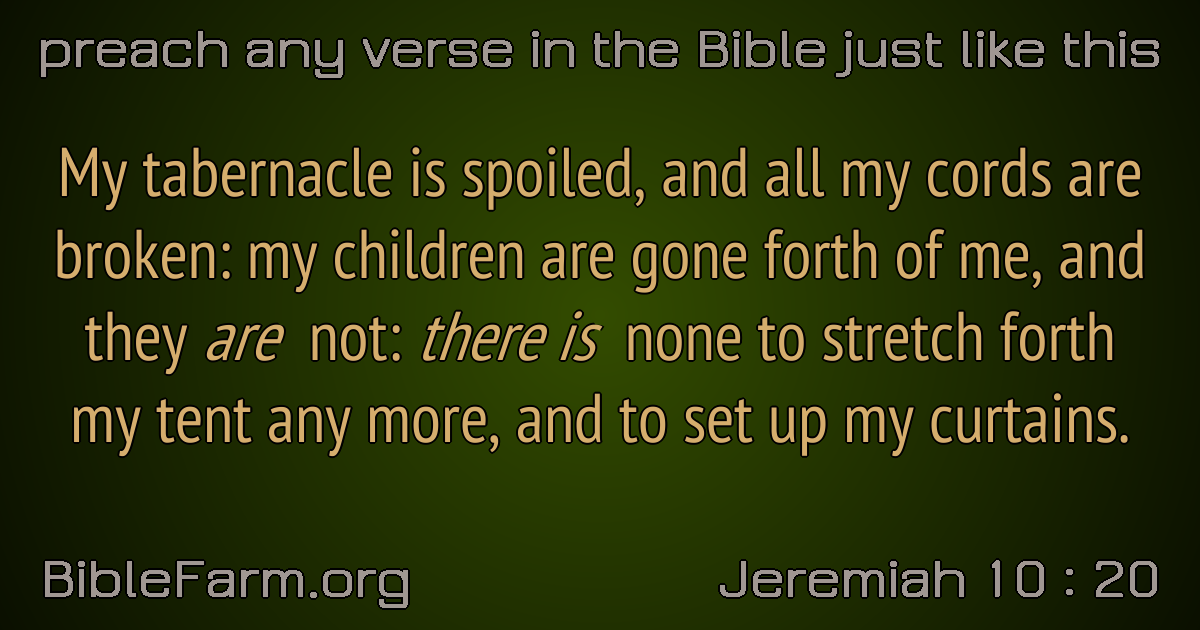 preach any verse in the Bible just like this
My tabernacle is spoiled, and all my cords are
broken: my children are gone forth of me, and
they are not: there is none to stretch forth
my tent any more, and to set up my curtains.
BibleFarm.org
Jeremiah 10 : 20